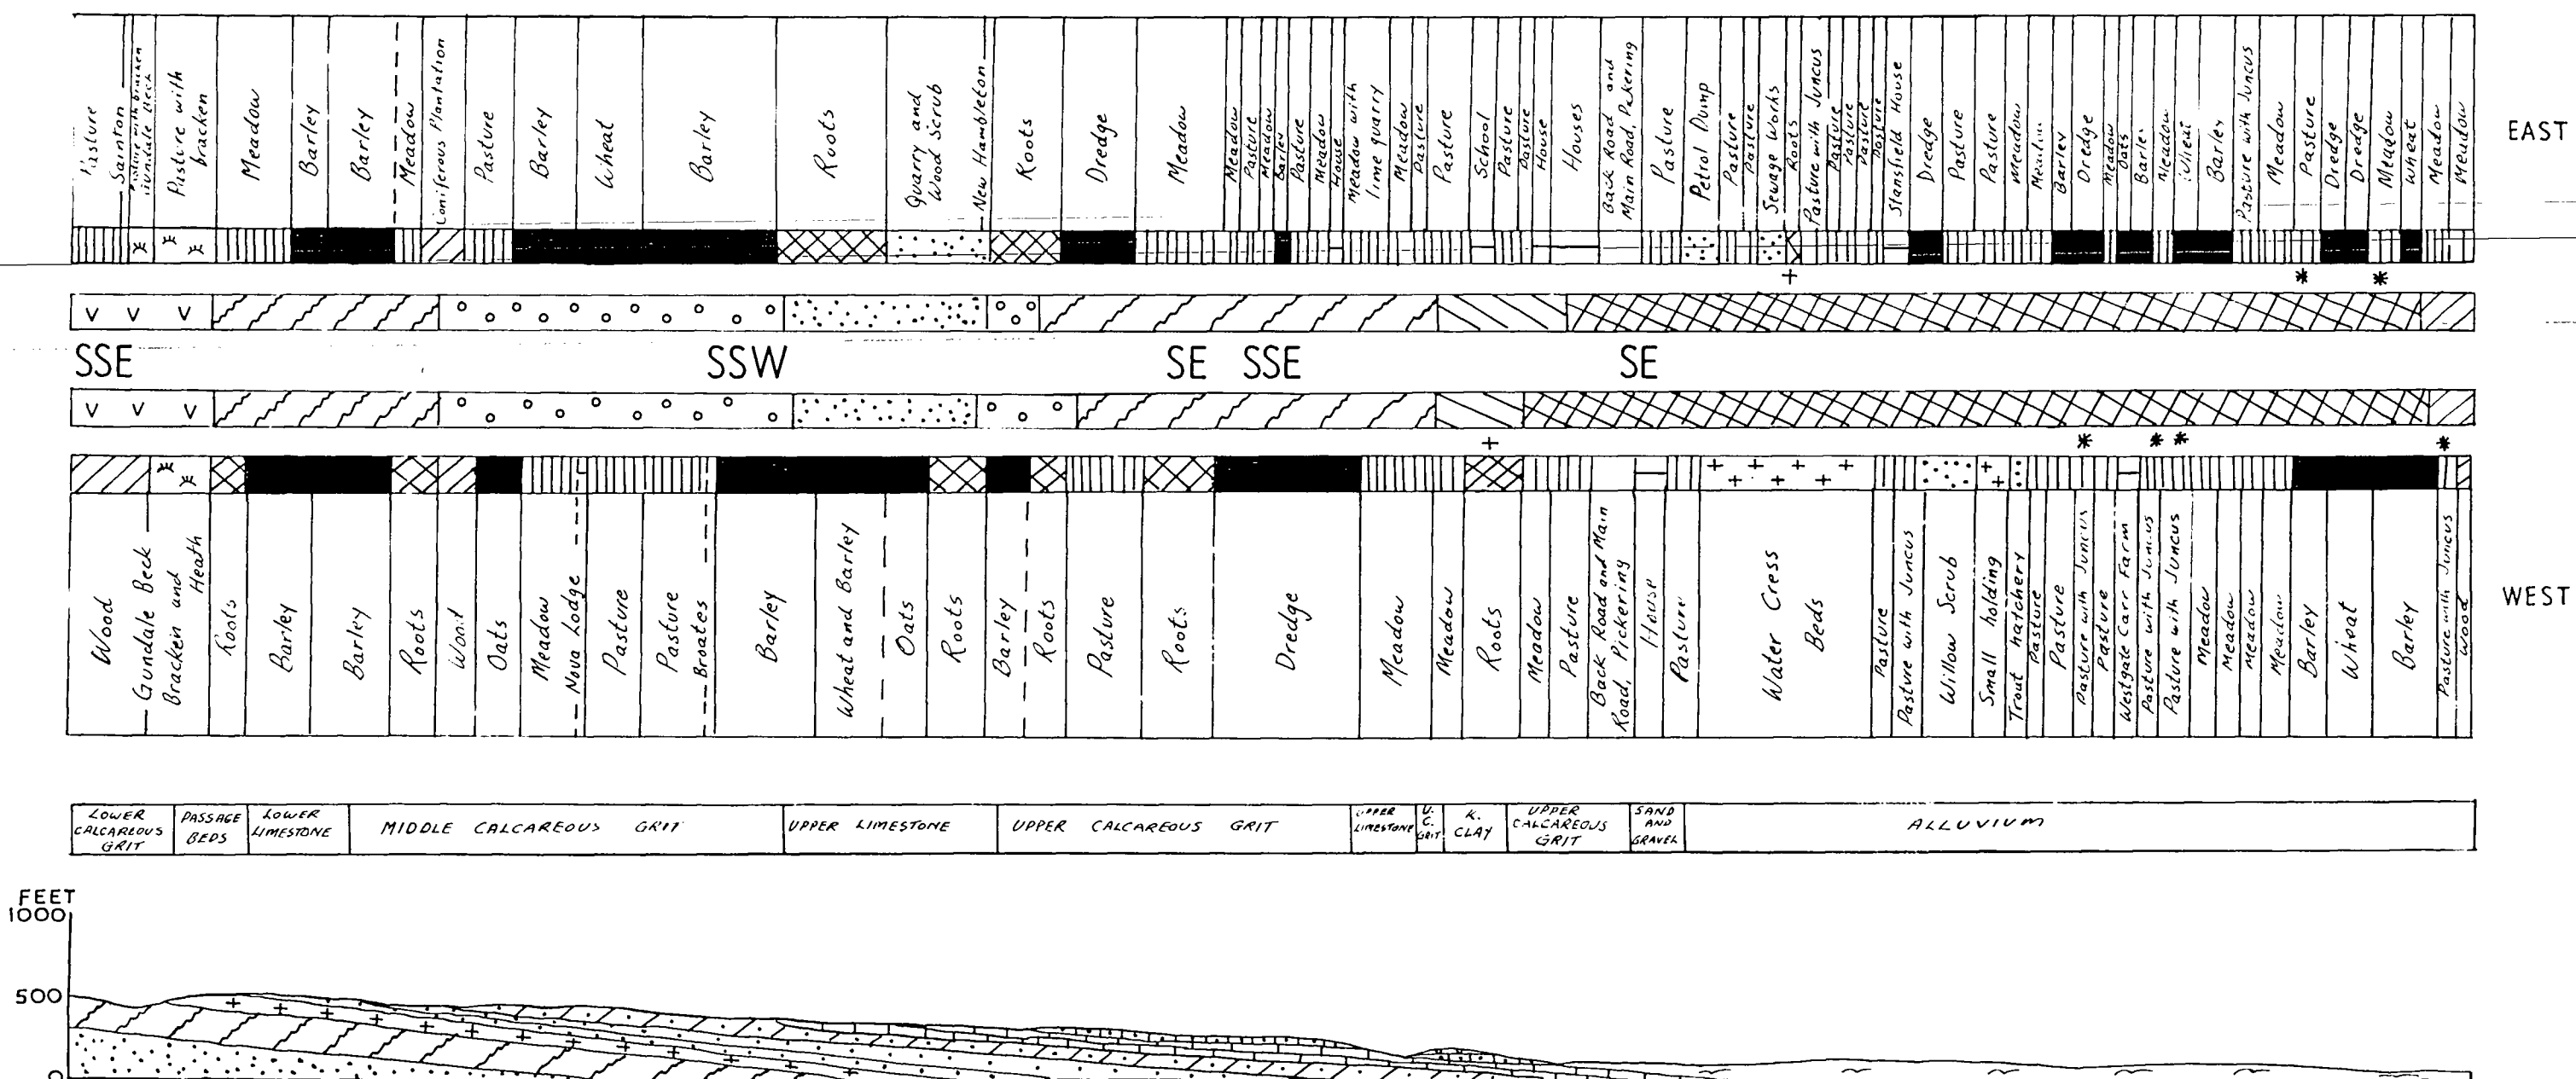 Pasture
Sarnton
Pasture with bracken
Pasture with
bracken
Meadow
Barley
Barley
Meadow
Coniferous Plantation
Pasture
Barley
Wheat
Barley
Roots
Quarry and
Wood Scrub
New Hambleton
Roots
Dredge
Meadow
Meadow
Pasture
Meadow
Barley
Pasture
Meadow
House
Meadow with
lime quarry
Meadow
Pasture
Pasture
School
Pasture
Pasture
House
Houses
Back Road and
Main Road, Pickering
Pasture
Petrol Dump
Pasture
Pasture
Sewage Works
Roots
Pasture with Juncus
Pasture
Pasture
Pasture
Pasture
Stansfield House
Dredge
Pasture
Pasture
Meadow
Meadow
Barley
Dredge
Meadow
Oats
Barley
Meadow
Wheat
Barley
Pasture with Juncus
Meadow
Pasture
Dredge
Dredge
Meadow
Wheat
Meadow
Meadow
EAST
SSE
SSW
SE
SSE
SE
Wood
Gundale Beck
Bracken and
Heath
Roots
Barley
Barley
Roots
Wood
Oats
Meadow
Nova Lodge
Pasture
Pasture
Broates
Barley
Wheat and Barley
Oats
Roots
Barley
Roots
Pasture
Roots
Dredge
Meadow
Meadow
Roots
Meadow
Pasture
Back Road and Main
Road, Pickering
House
Pasture
Water Cress
Beds
Pasture
Pasture with Juncus
Willow Scrub
Small holding
Trout hatchery
Pasture
Pasture
Pasture with Juncus
Pasture
Westgate Carr Farm
Pasture with Juncus
Pasture with Juncus
Meadow
Meadow
Meadow
Meadow
Barley
Wheat
Barley
Pasture with Juncus
Wood
WEST
LOWER
CALCAREOUS
GRIT
PASSAGE
BEDS
LOWER
LIMESTONE
MIDDLE CALCAREOUS GRIT
UPPER LIMESTONE
UPPER CALCAREOUS GRIT
UPPER
LIMESTONE
U.
C.
GRIT
K.
CLAY
UPPER
CALCAREOUS
GRIT
SAND
AND
GRAVEL
ALLUVIUM
FEET
1000
500
0